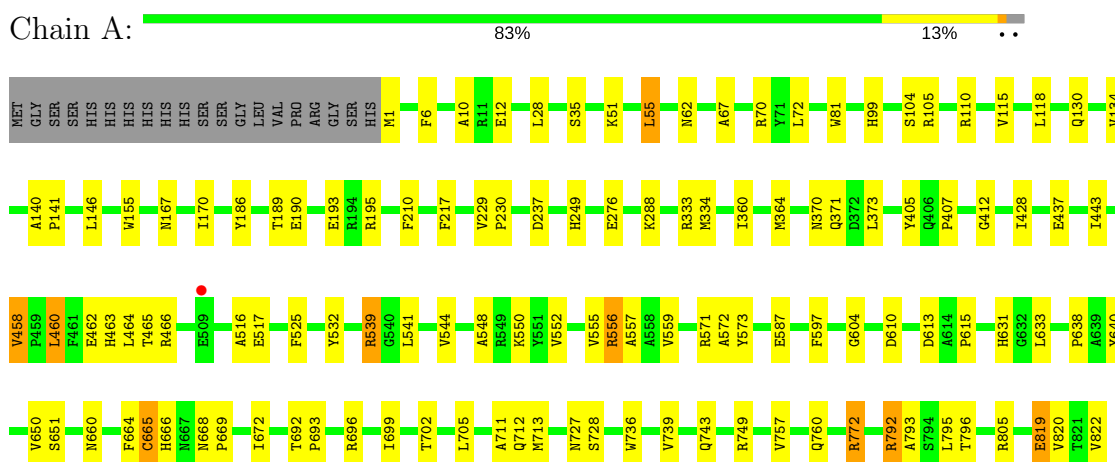 Chain A:
83% 13% • •
MET GLY SER SER HIS HIS HIS HIS HIS HIS SER SER GLY LEU VAL PRO ARG GLY SER HIS M1 F6 A10 R11 E12 L28 S35 K51 L55 N62 A67 R70 Y71 L72 W81 H99 S104 R105 R110 V115 L118 Q130 V134
A140 P141 L146 W155 N167 I170 Y186 T189 E190 E193 R194 R195 F210 F217 V229 P230 D237 H249 E276 K288 R333 M334 I360 M364 N370 Q371 D372 L373 Y405 Q406 P407 G412 I428 E437 I443
V458 P459 L460 F461 E462 H463 L464 T465 R466 E509 A516 E517 F525 Y532 R539 G540 L541 V544 A548 R549 K550 Y551 V552 V555 R556 A557 A558 V559 R571 A572 Y573 E587 F597 G604 D610 D613 A614 P615 H631 G632 L633 P638 A639 Y640
V650 S651 N660 F664 C665 H666 N667 N668 P669 I672 T692 P693 R696 I699 T702 L705 A711 Q712 M713 N727 S728 W736 V739 Q743 R749 V757 Q760 R772 R792 A793 S794 L795 T796 R805 E819 V820 T821 V822